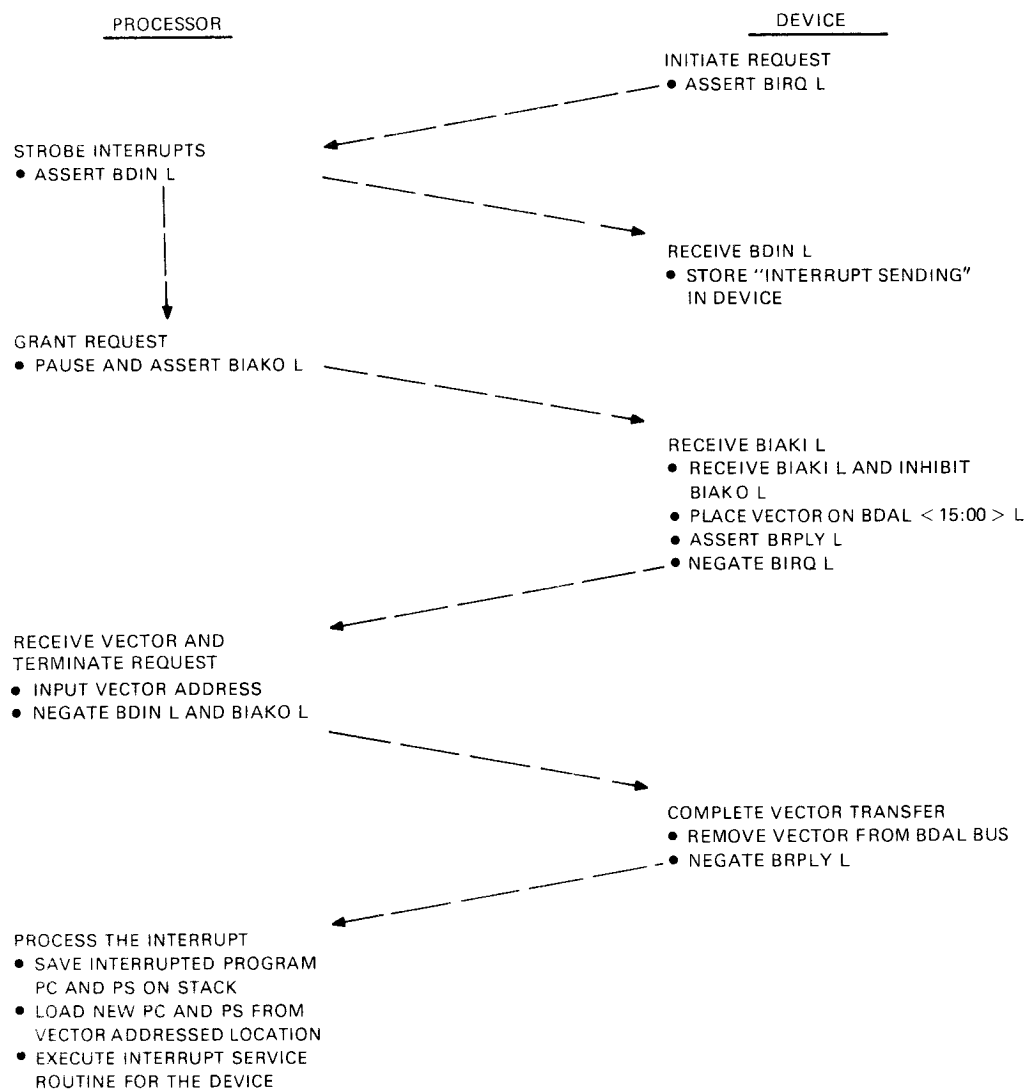 PROCESSOR
DEVICE
INITIATE REQUEST
• ASSERT BIRQ L
STROBE INTERRUPTS
• ASSERT BDIN L
RECEIVE BDIN L
• STORE "INTERRUPT SENDING"
IN DEVICE
GRANT REQUEST
• PAUSE AND ASSERT BIAKO L
RECEIVE BIAKI L
• RECEIVE BIAKI L AND INHIBIT
BIAKO L
• PLACE VECTOR ON BDAL < 15:00 > L
• ASSERT BRPLY L
• NEGATE BIRQ L
RECEIVE VECTOR AND
TERMINATE REQUEST
• INPUT VECTOR ADDRESS
• NEGATE BDIN L AND BIAKO L
COMPLETE VECTOR TRANSFER
• REMOVE VECTOR FROM BDAL BUS
• NEGATE BRPLY L
PROCESS THE INTERRUPT
• SAVE INTERRUPTED PROGRAM
PC AND PS ON STACK
• LOAD NEW PC AND PS FROM
VECTOR ADDRESSED LOCATION
• EXECUTE INTERRUPT SERVICE
ROUTINE FOR THE DEVICE